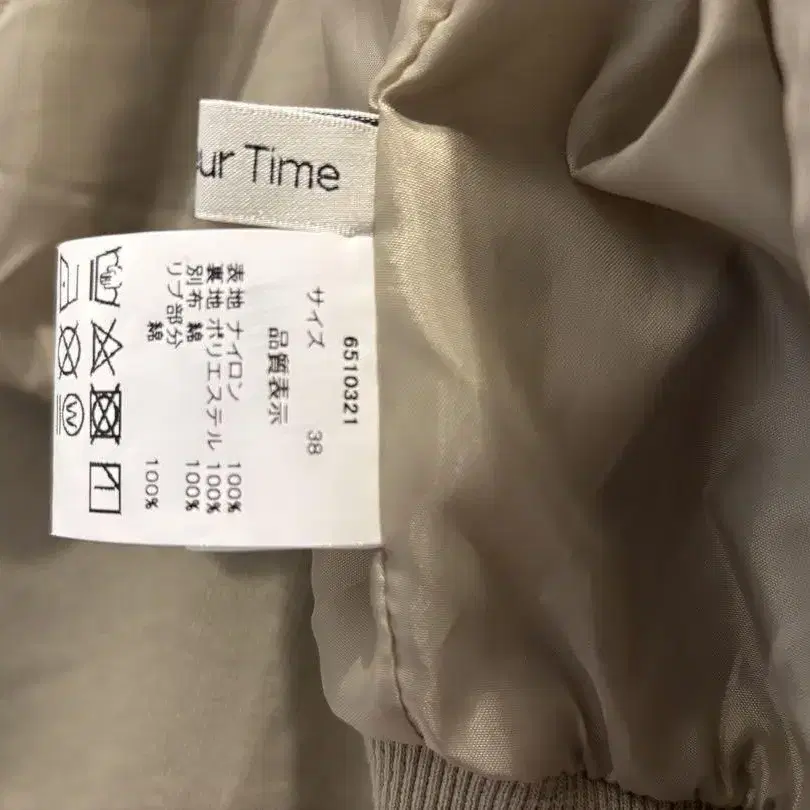 ur Time
6510321
サイズ 38
品質表示
表地 ナイロン 100%
裏地 ポリエステル 100%
別布 綿 100%
リブ部分
綿 100%
W